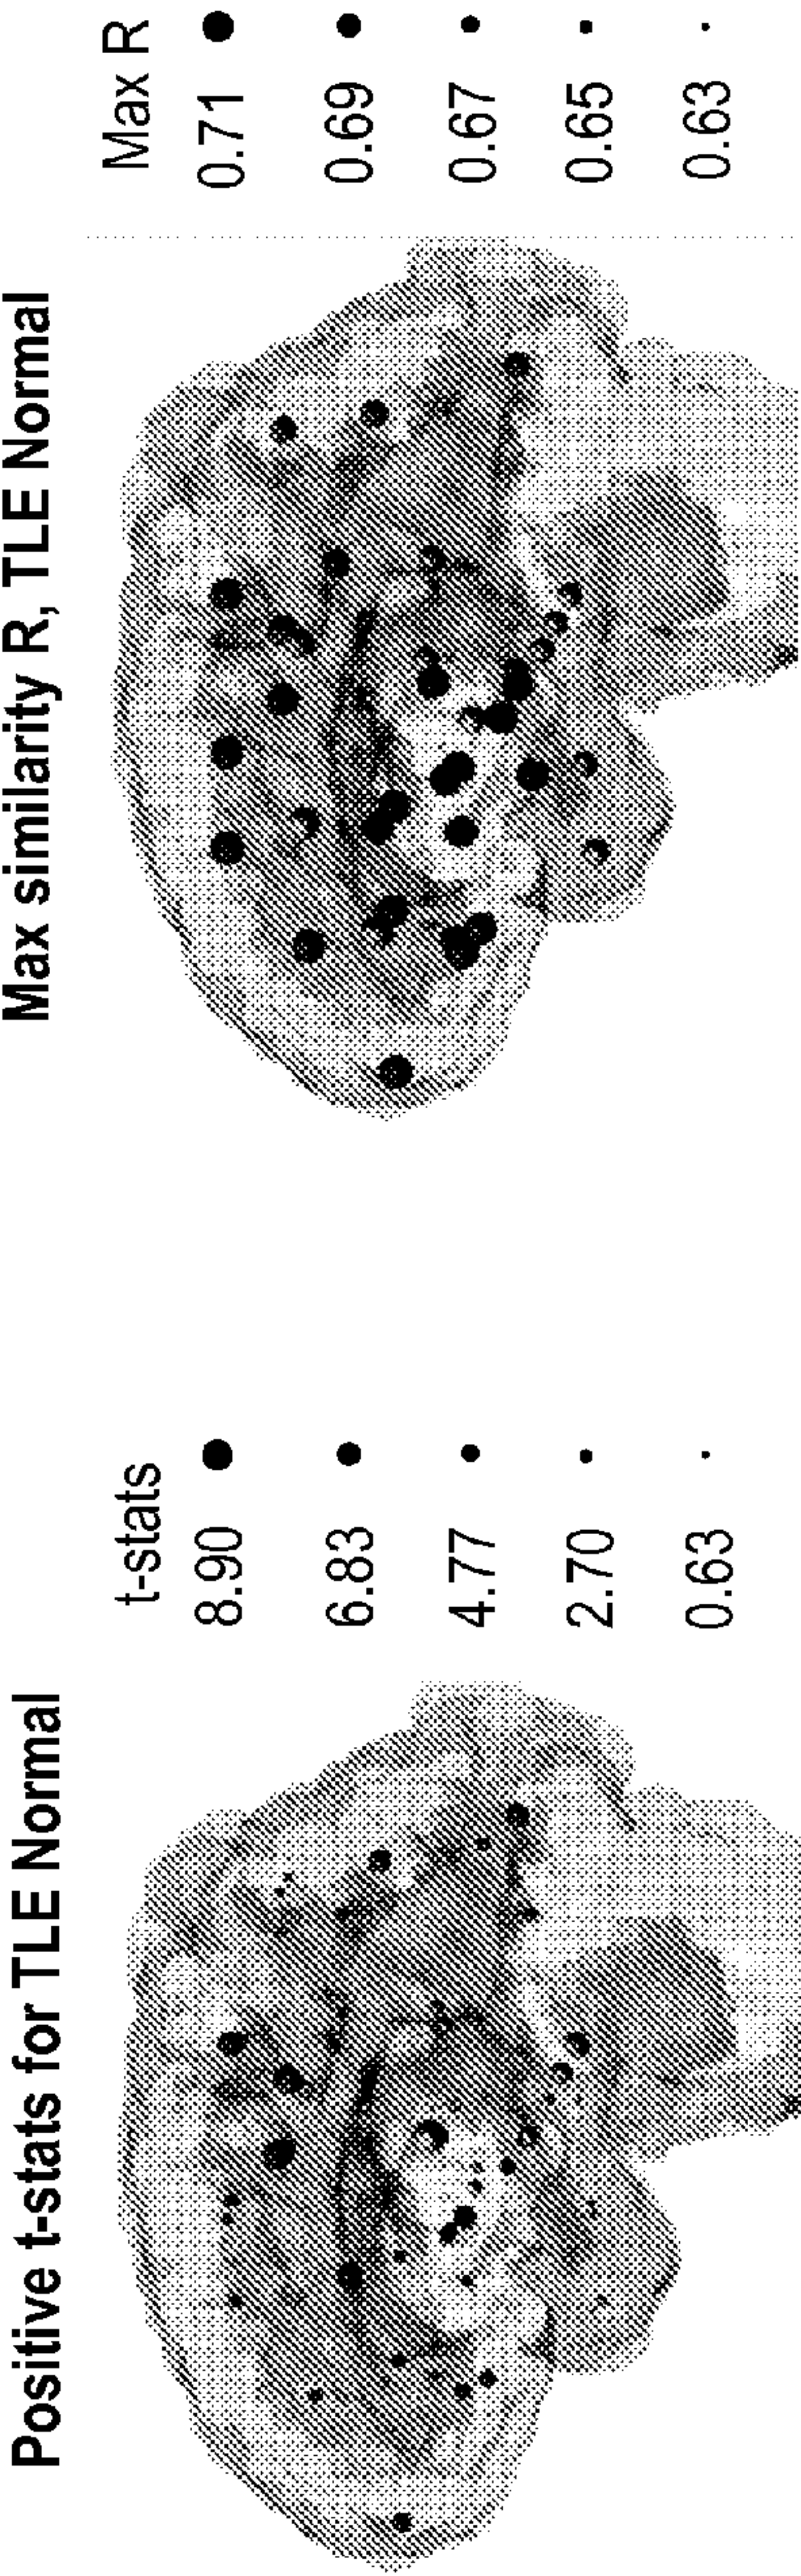 Positive t-stats for TLE Normal
t-stats
8.90
6.83
4.77
2.70
0.63
Max similarity R, TLE Normal
Max R
0.71
0.69
0.67
0.65
0.63